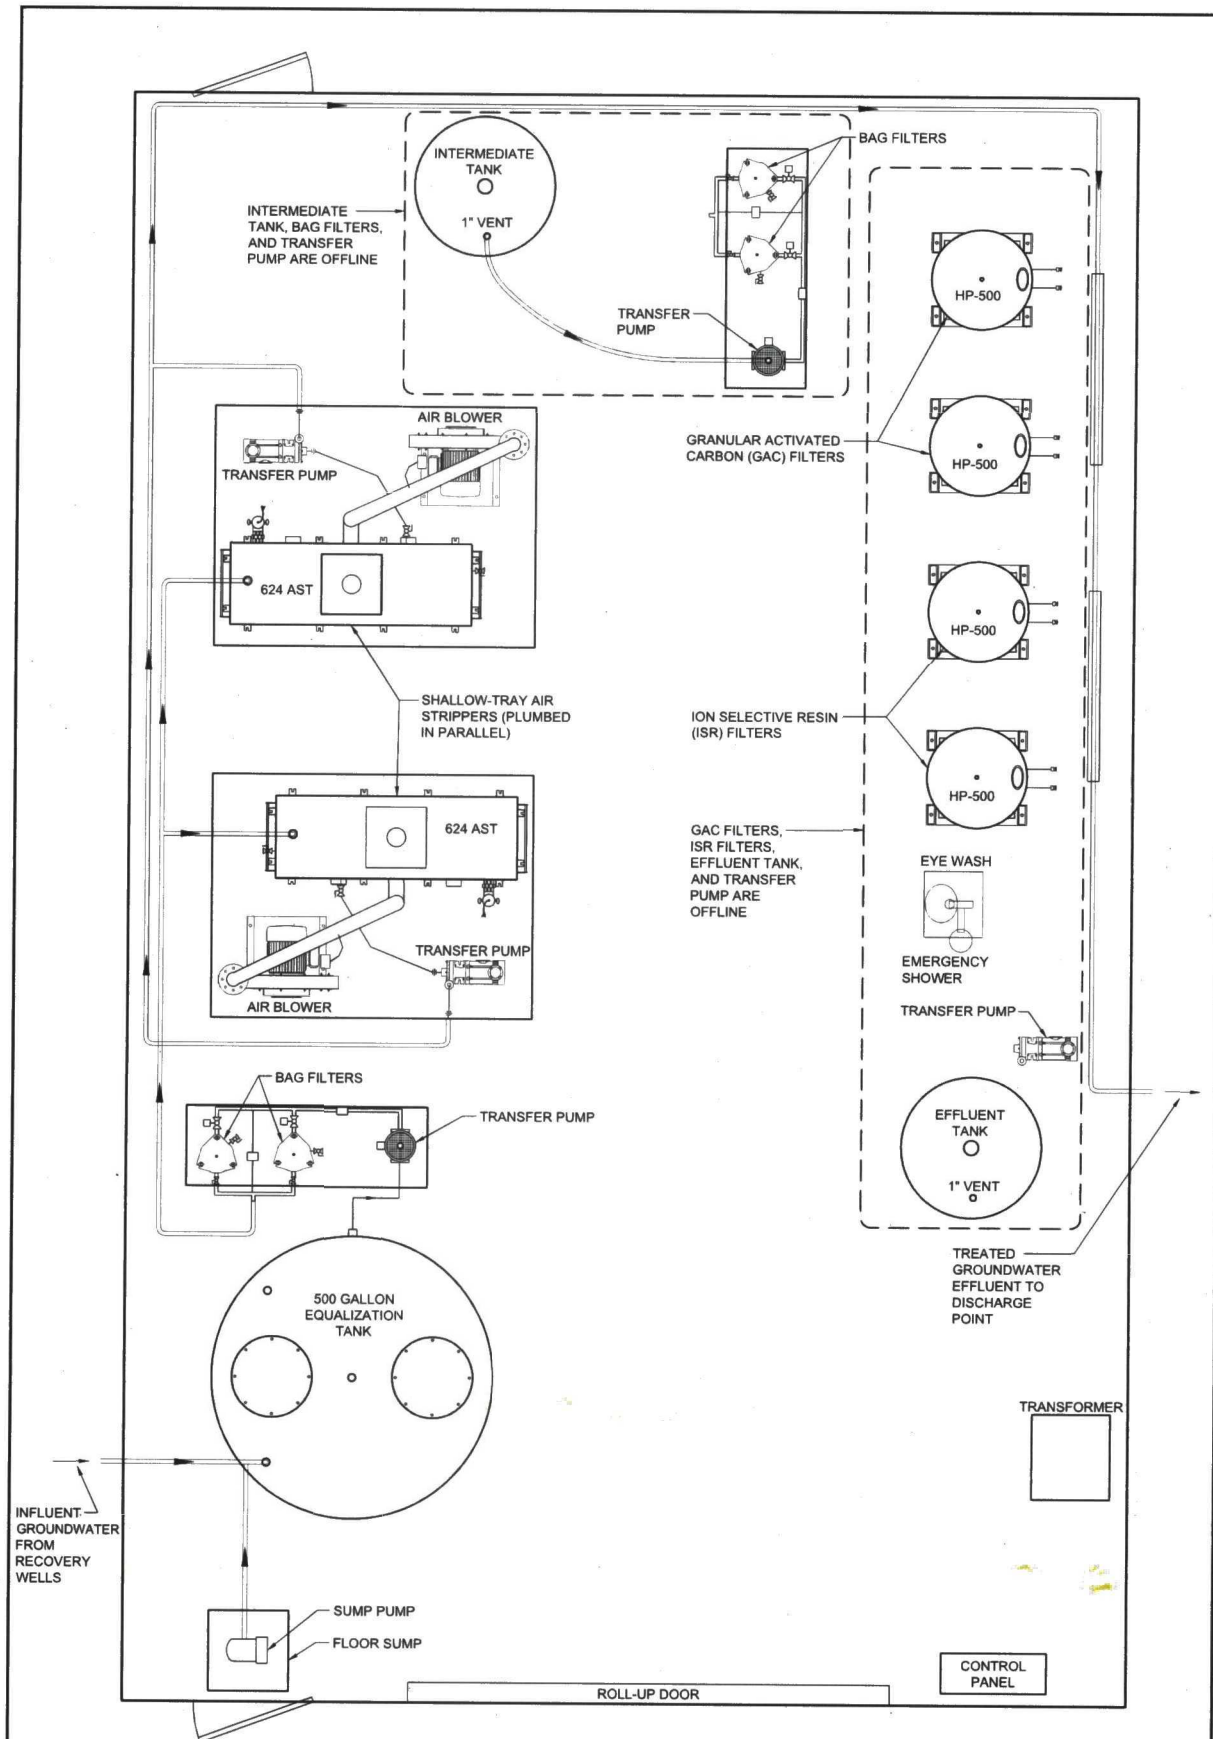 BAG FILTERS
INTERMEDIATE
TANK
1" VENT
INTERMEDIATE
TANK, BAG FILTERS,
AND TRANSFER
PUMP ARE OFFLINE
TRANSFER
PUMP
HP-500
AIR BLOWER
TRANSFER PUMP
GRANULAR ACTIVATED
CARBON (GAC) FILTERS
HP-500
624 AST
HP-500
SHALLOW-TRAY AIR
STRIPPERS (PLUMBED
IN PARALLEL)
ION SELECTIVE RESIN
(ISR) FILTERS
HP-500
624 AST
GAC FILTERS,
ISR FILTERS,
EFFLUENT TANK,
AND TRANSFER
PUMP ARE
OFFLINE
EYE WASH
TRANSFER PUMP
EMERGENCY
SHOWER
AIR BLOWER
TRANSFER PUMP
BAG FILTERS
TRANSFER PUMP
EFFLUENT
TANK
1" VENT
TREATED
GROUNDWATER
EFFLUENT TO
DISCHARGE
POINT
500 GALLON
EQUALIZATION
TANK
TRANSFORMER
INFLUENT
GROUNDWATER
FROM
RECOVERY
WELLS
SUMP PUMP
FLOOR SUMP
CONTROL
PANEL
ROLL-UP DOOR